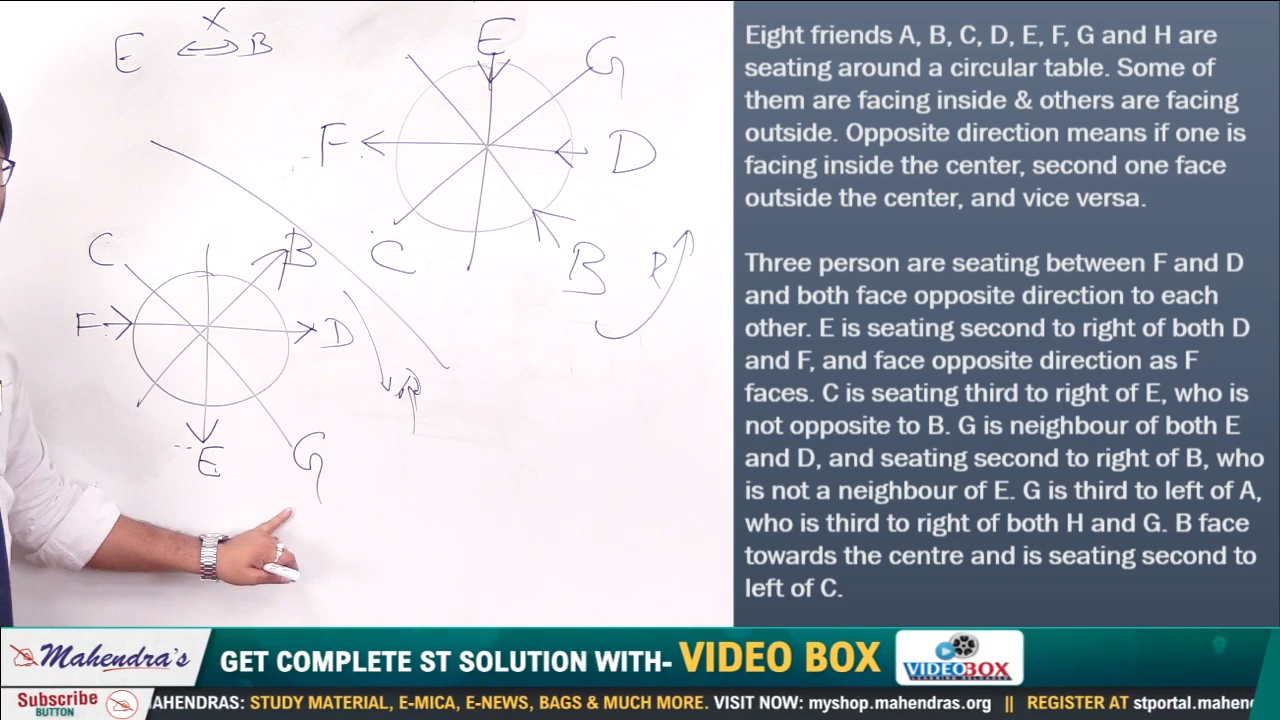 E X B
E
G
F
D
C
B
R
C
B
F
D
R
E
G
Eight friends A, B, C, D, E, F, G and H are
seating around a circular table. Some of
them are facing inside & others are facing
outside. Opposite direction means if one is
facing inside the center, second one face
outside the center, and vice versa.
Three person are seating between F and D
and both face opposite direction to each
other. E is seating second to right of both D
and F, and face opposite direction as F
faces. C is seating third to right of E, who is
not opposite to B. G is neighbour of both E
and D, and seating second to right of B, who
is not a neighbour of E. G is third to left of A,
who is third to right of both H and G. B face
towards the centre and is seating second to
left of C.
Mahendra's
GET COMPLETE ST SOLUTION WITH- VIDEO BOX
VIDEOBOX
LEARNING RELOADED
Subscribe
BUTTON
AHENDRAS: STUDY MATERIAL, E-MICA, E-NEWS, BAGS & MUCH MORE. VISIT NOW: myshop.mahendras.org || REGISTER AT stportal.mahen